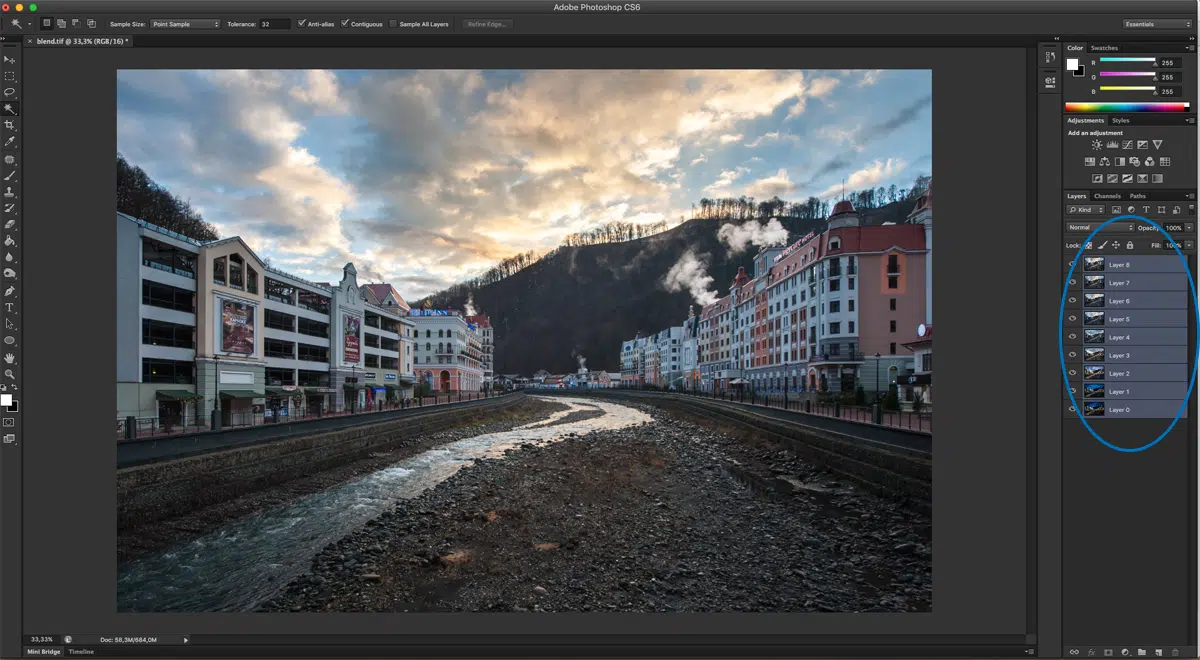 Adobe Photoshop CS6
Sample Size: Point Sample Tolerance: 32 Anti-alias Contiguous Sample All Layers Refine Edge... Essentials
× blend.tif @ 33,3% (RGB/16) *
Color Swatches
R 255
G 255
B 255
Adjustments Styles
Add an adjustment
Layers Channels Paths
Kind
Normal Opacity: 100%
Lock: Fill: 100%
Layer 8
Layer 7
Layer 6
Layer 5
Layer 4
Layer 3
Layer 2
Layer 1
Layer 0
33,33% Doc: 58,3M/684,0M
Mini Bridge Timeline